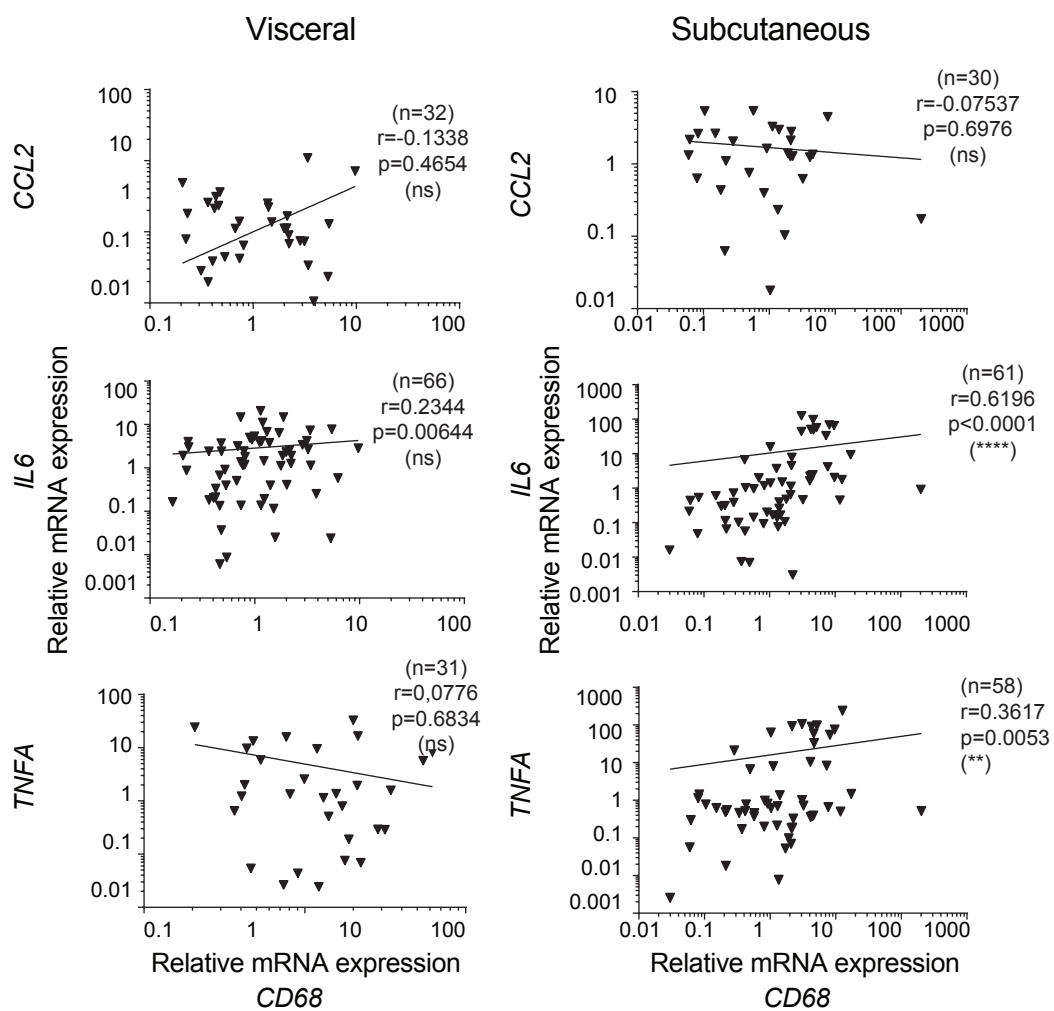 Visceral
Subcutaneous
CCL2
100
10
1
0.1
0.01
0.1 1 10 100
(n=32)
r=-0.1338
p=0.4654
(ns)
CCL2
10
1
0.1
0.01
0.01 0.1 1 10 100 1000
(n=30)
r=-0.07537
p=0.6976
(ns)
IL6
Relative mRNA expression
100
10
1
0.1
0.01
0.001
0.1 1 10 100
(n=66)
r=0.2344
p=0.00644
(ns)
IL6
Relative mRNA expression
1000
100
10
1
0.1
0.01
0.001
0.01 0.1 1 10 100 1000
(n=61)
r=0.6196
p<0.0001
(****)
TNFA
100
10
1
0.1
0.01
0.1 1 10 100
(n=31)
r=0,0776
p=0.6834
(ns)
Relative mRNA expression
CD68
TNFA
1000
100
10
1
0.1
0.01
0.001
0.01 0.1 1 10 100 1000
(n=58)
r=0.3617
p=0.0053
(**)
Relative mRNA expression
CD68